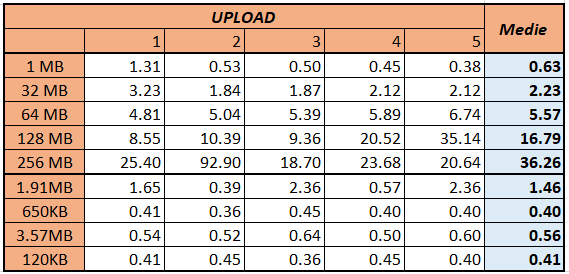 UPLOAD Medie
1 2 3 4 5
1 MB 1.31 0.53 0.50 0.45 0.38 0.63
32 MB 3.23 1.84 1.87 2.12 2.12 2.23
64 MB 4.81 5.04 5.39 5.89 6.74 5.57
128 MB 8.55 10.39 9.36 20.52 35.14 16.79
256 MB 25.40 92.90 18.70 23.68 20.64 36.26
1.91MB 1.65 0.39 2.36 0.57 2.36 1.46
650KB 0.41 0.36 0.45 0.40 0.40 0.40
3.57MB 0.54 0.52 0.64 0.50 0.60 0.56
120KB 0.41 0.45 0.36 0.45 0.40 0.41